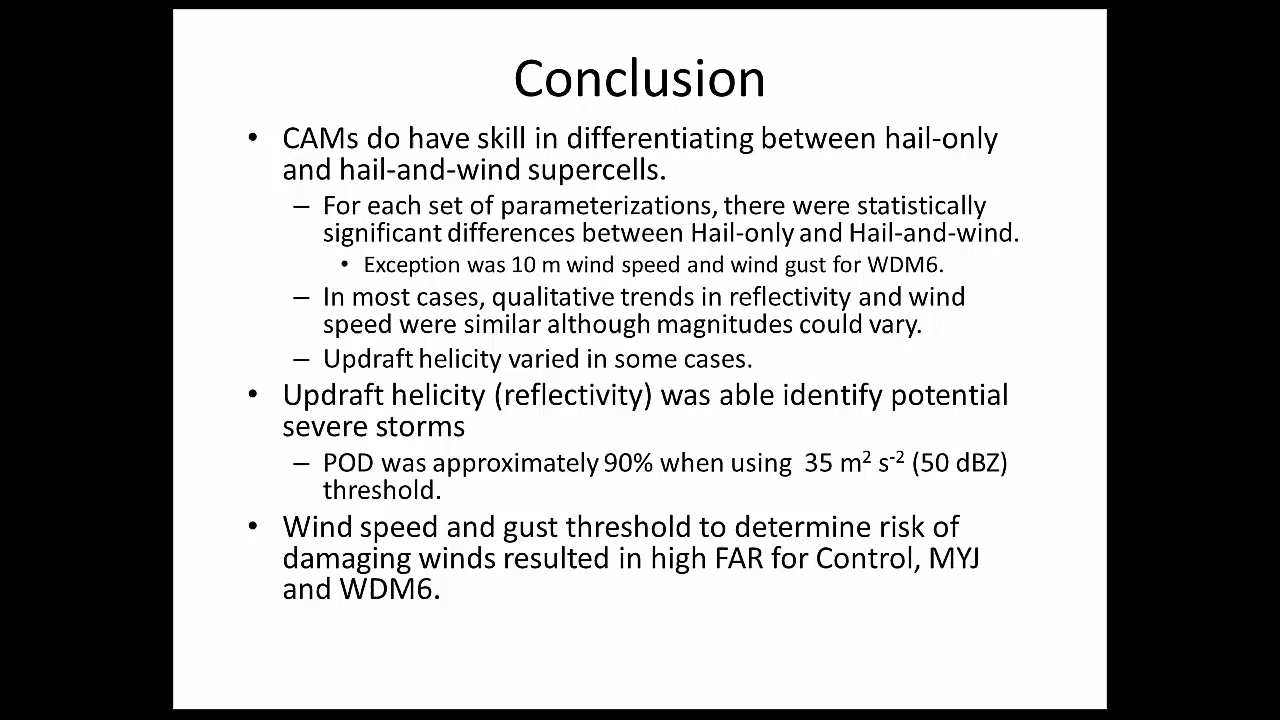 Conclusion
• CAMs do have skill in differentiating between hail-only
and hail-and-wind supercells.
– For each set of parameterizations, there were statistically
significant differences between Hail-only and Hail-and-wind.
• Exception was 10 m wind speed and wind gust for WDM6.
– In most cases, qualitative trends in reflectivity and wind
speed were similar although magnitudes could vary.
– Updraft helicity varied in some cases.
• Updraft helicity (reflectivity) was able identify potential
severe storms
– POD was approximately 90% when using 35 m² s⁻² (50 dBZ)
threshold.
• Wind speed and gust threshold to determine risk of
damaging winds resulted in high FAR for Control, MYJ
and WDM6.